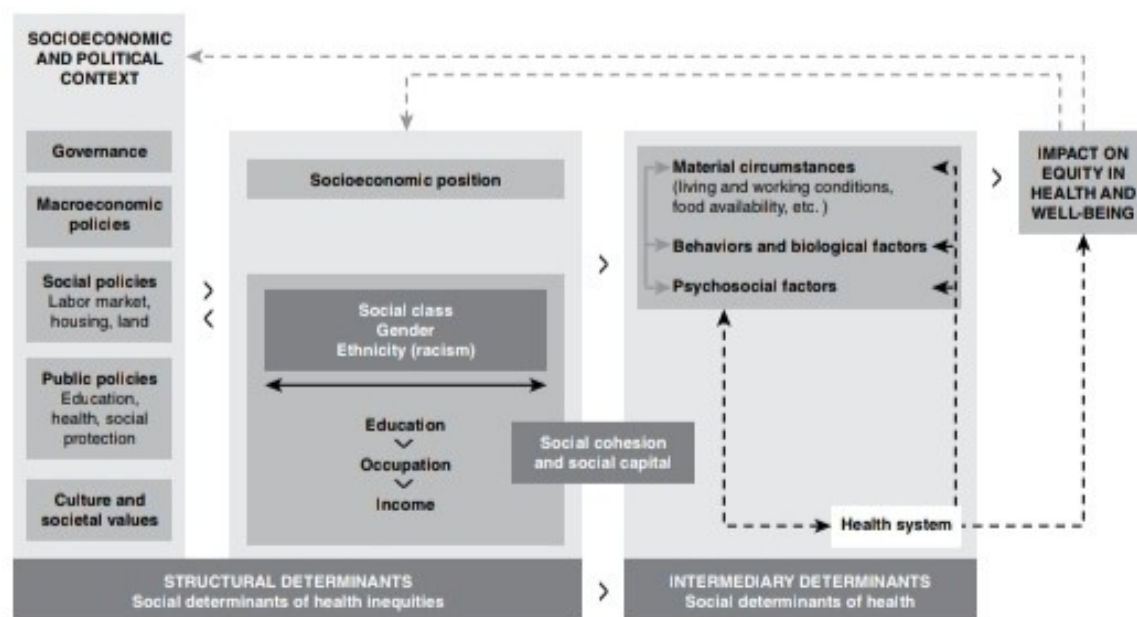 SOCIOECONOMIC
AND POLITICAL
CONTEXT
Governance
Macroeconomic
policies
Social policies
Labor market,
housing, land
Public policies
Education,
health, social
protection
Culture and
societal values
Socioeconomic position
Social class
Gender
Ethnicity (racism)
Education
Occupation
Income
Social cohesion
and social capital
Material circumstances
(living and working conditions,
food availability, etc. )
Behaviors and biological factors
Psychosocial factors
Health system
IMPACT ON
EQUITY IN
HEALTH AND
WELL-BEING
STRUCTURAL DETERMINANTS
Social determinants of health inequities
INTERMEDIARY DETERMINANTS
Social determinants of health